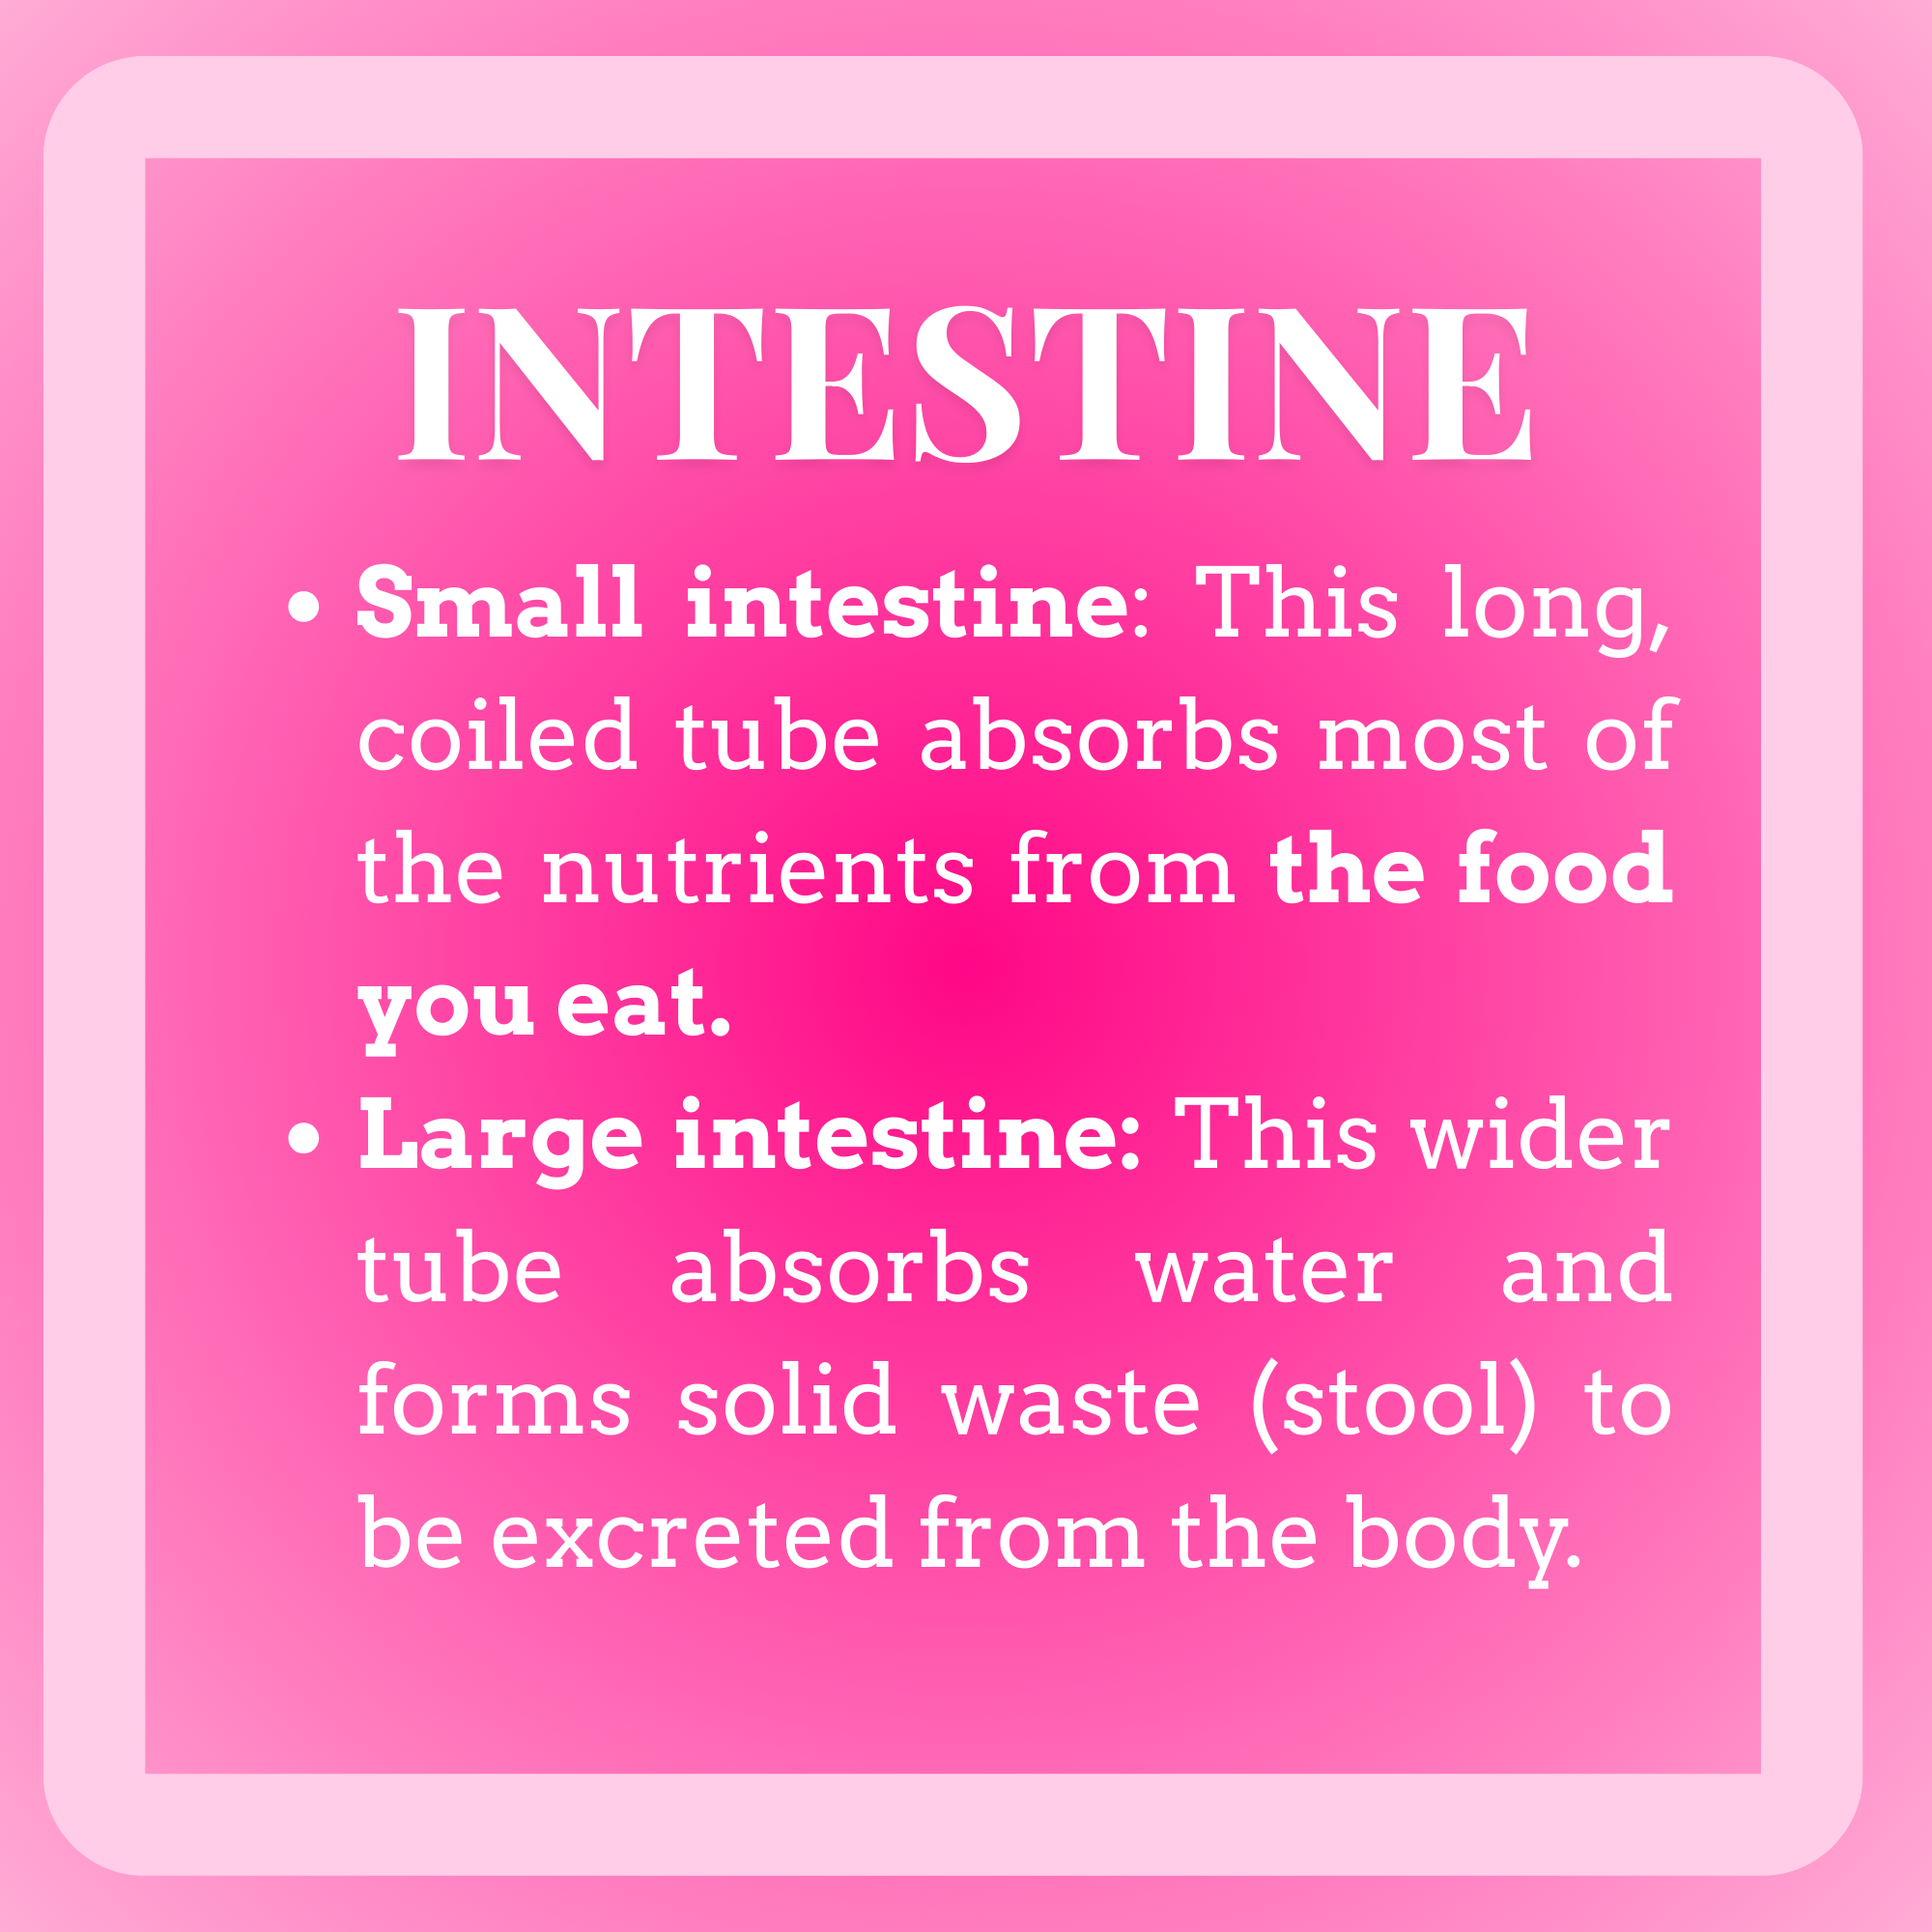 INTESTINE
• Small intestine: This long,
coiled tube absorbs most of
the nutrients from the food
you eat.
• Large intestine: This wider
tube absorbs water and
forms solid waste (stool) to
be excreted from the body.